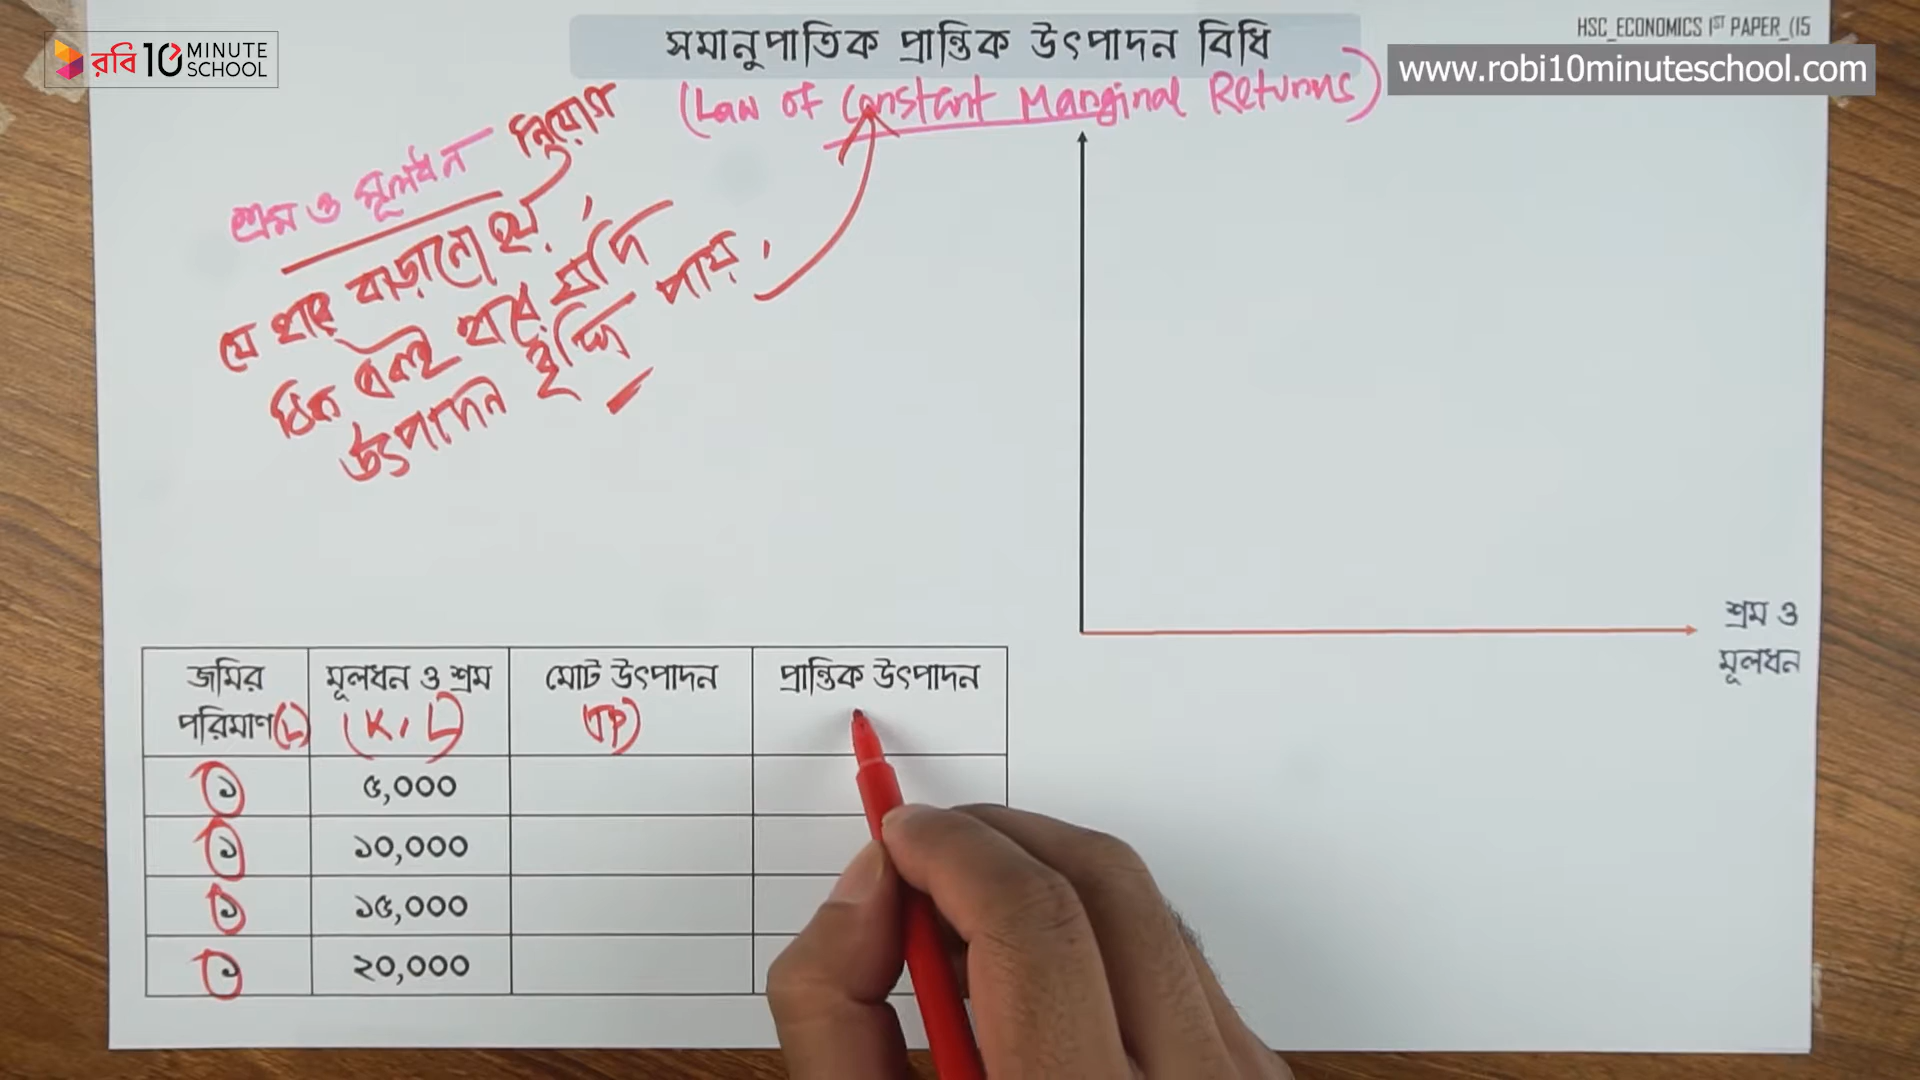 রবি 10 MINUTE SCHOOL
সমানুপাতিক প্রান্তিক উৎপাদন বিধি
HSC_ECONOMICS 1ST PAPER_(15
www.robi10minuteschool.com
(Law of Constant Marginal Returns)
শ্রম ও মূলধন নিয়োগ
যে হারে বাড়ানো হয়,
ঠিক একই হারে যদি
উৎপাদন বৃদ্ধি পায়,
শ্রম ও
মূলধন
জমির পরিমাণ(L) মূলধন ও শ্রম (K, L) মোট উৎপাদন (TP) প্রান্তিক উৎপাদন
১ ৫,০০০
১ ১০,০০০
১ ১৫,০০০
১ ২০,০০০